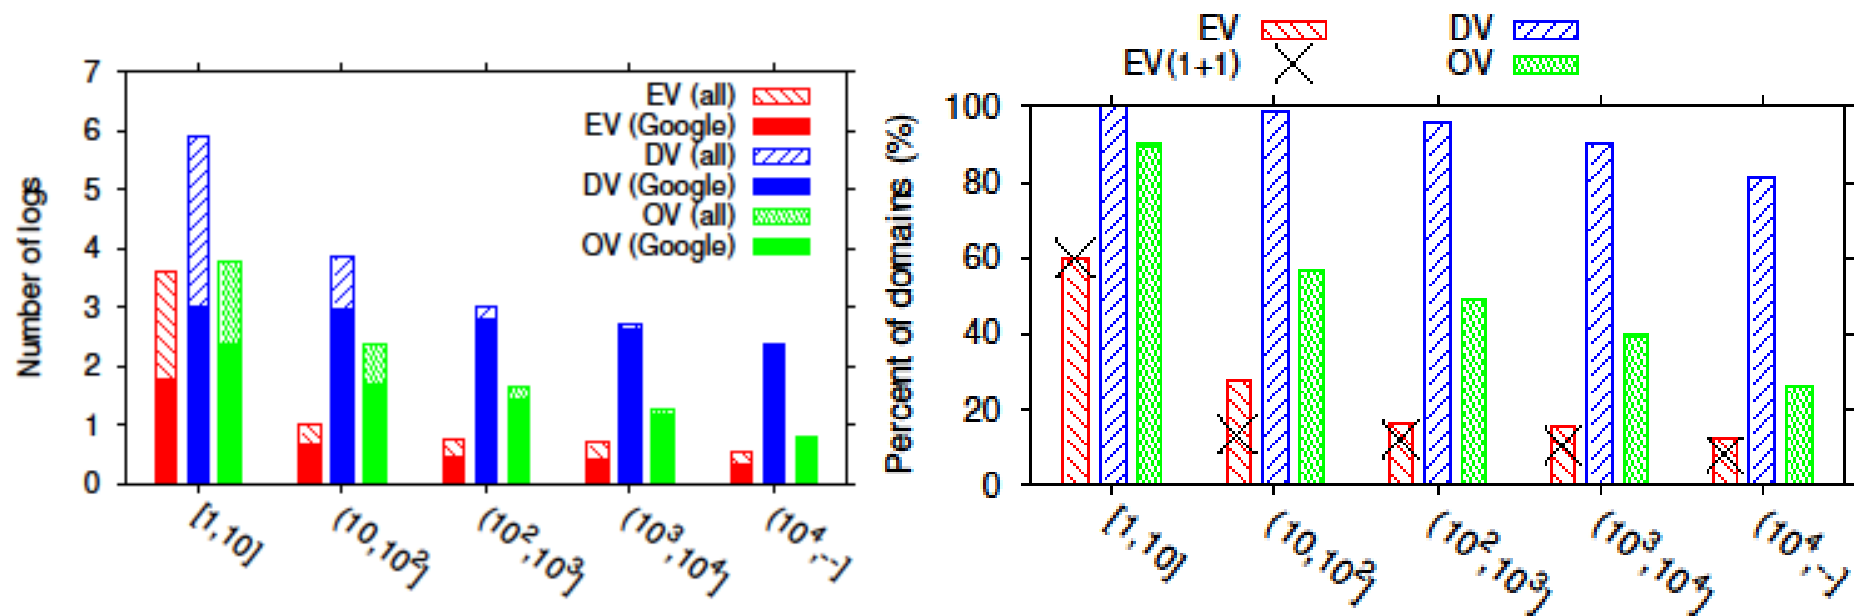 Number of logs
7
6
5
4
3
2
1
0
EV (all)
EV (Google)
DV (all)
DV (Google)
OV (all)
OV (Google)
[1,10]
(10,10²]
(10²,10³]
(10³,10⁴]
(10⁴,--]
EV
DV
EV(1+1)
OV
Percent of domains (%)
100
80
60
40
20
0
[1,10]
(10,10²]
(10²,10³]
(10³,10⁴]
(10⁴,--]